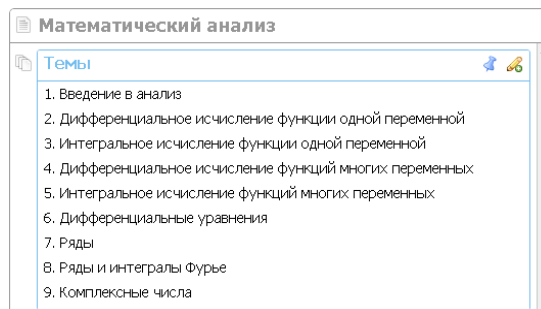 Математический анализ
Темы
1. Введение в анализ
2. Дифференциальное исчисление функции одной переменной
3. Интегральное исчисление функции одной переменной
4. Дифференциальное исчисление функций многих переменных
5. Интегральное исчисление функций многих переменных
6. Дифференциальные уравнения
7. Ряды
8. Ряды и интегралы Фурье
9. Комплексные числа